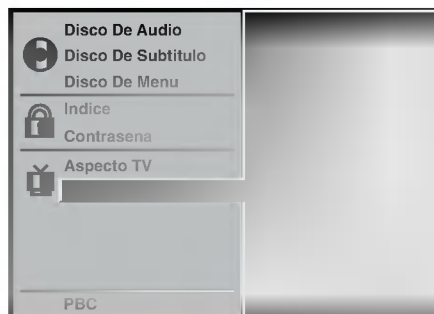 Disco De Audio
Disco De Subtitulo
Disco De Menu
Indice
Contrasena
Aspecto TV
PBC